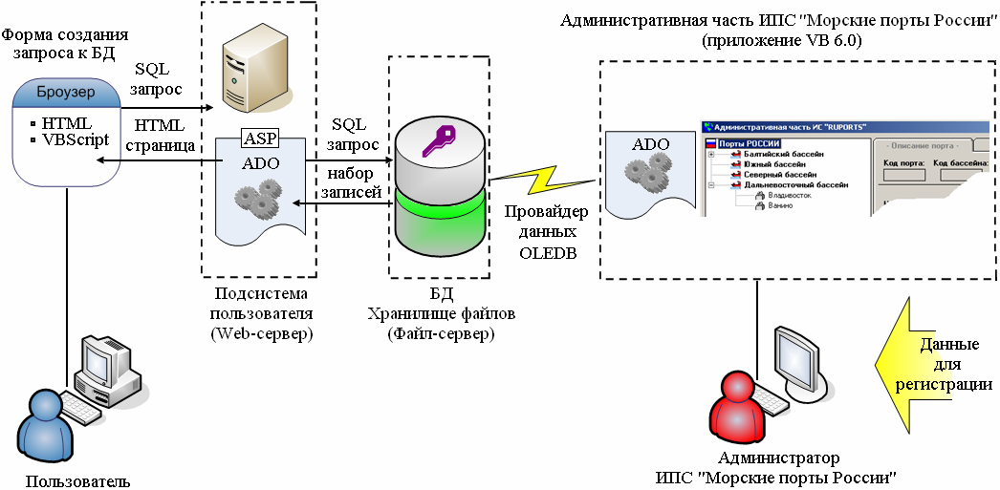 Форма создания
запроса к БД
Броузер
▪ HTML
▪ VBScript
SQL
запрос
HTML
страница
ASP
ADO
SQL
запрос
набор
записей
Провайдер
данных
OLEDB
Подсистема
пользователя
(Web-сервер)
БД
Хранилище файлов
(Файл-сервер)
Административная часть ИПС "Морские порты России"
(приложение VB 6.0)
ADO
Административная часть ИС "RUPORTS"
Порты РОССИИ
Балтийский бассейн
Южный бассейн
Северный бассейн
Дальневосточный бассейн
Владивосток
Ванино
- Описание порта -
Код порта: Код бассейна:
Данные
для
регистрации
Пользователь
Администратор
ИПС "Морские порты России"